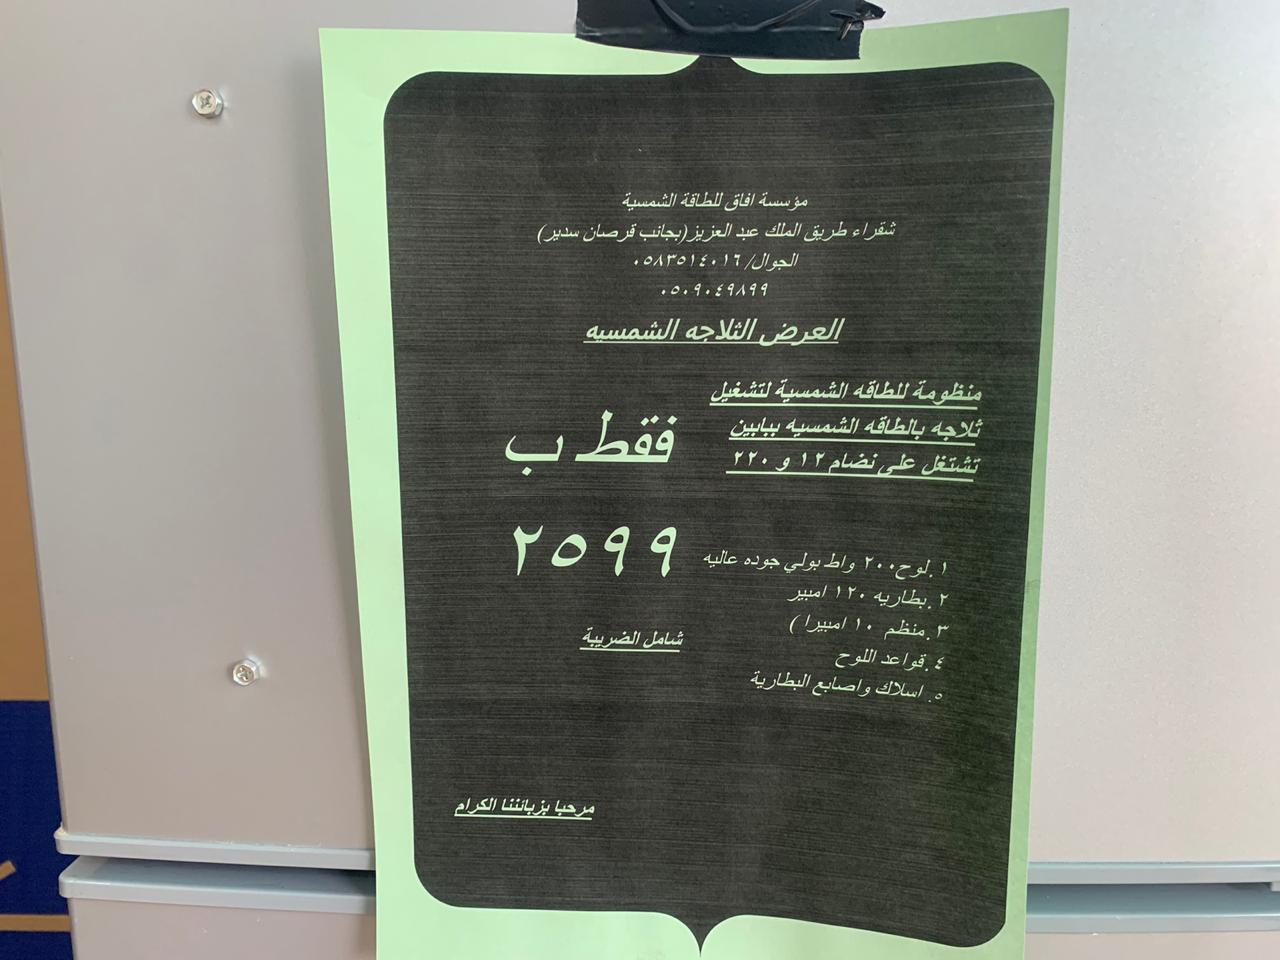 مؤسسة افاق للطاقة الشمسية
شقراء طريق الملك عبد العزيز(بجانب قرصان سدير)
الجوال/ ٠٥٨٣٥١٤٠١٦
٠٥٠٩٠٤٩٨٩٩
العرض الثلاجه الشمسيه
منظومة للطاقه الشمسية لتشغيل
ثلاجه بالطاقه الشمسيه ببابين
تشتغل على نضام ١٢ و ٢٢٠
فقط ب
٢٥٩٩
شامل الضريبة
١.لوح٢٠٠ واط بولي جوده عاليه
٢.بطاريه ١٢٠ امبير
٣.منظم ١٠ امبيرا )
٤.قواعد اللوح
٥. اسلاك واصابع البطارية
مرحبا بزبائننا الكرام